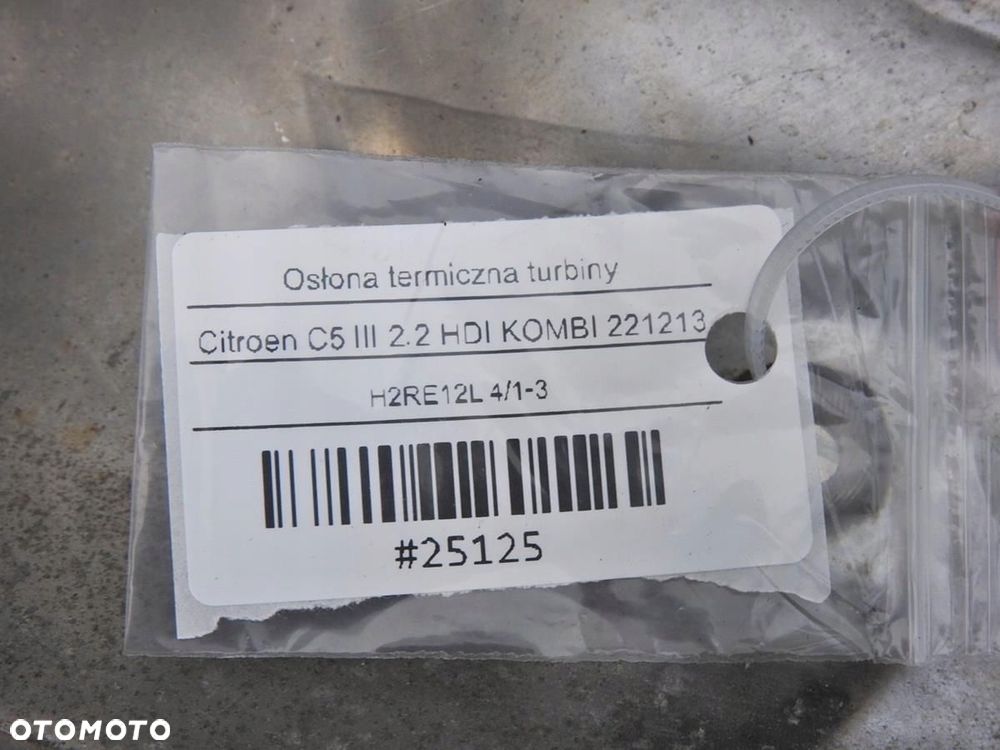 Osłona termiczna turbiny
Citroen C5 III 2.2 HDI KOMBI 221213
H2RE12L 4/1-3
#25125
OTOMOTO